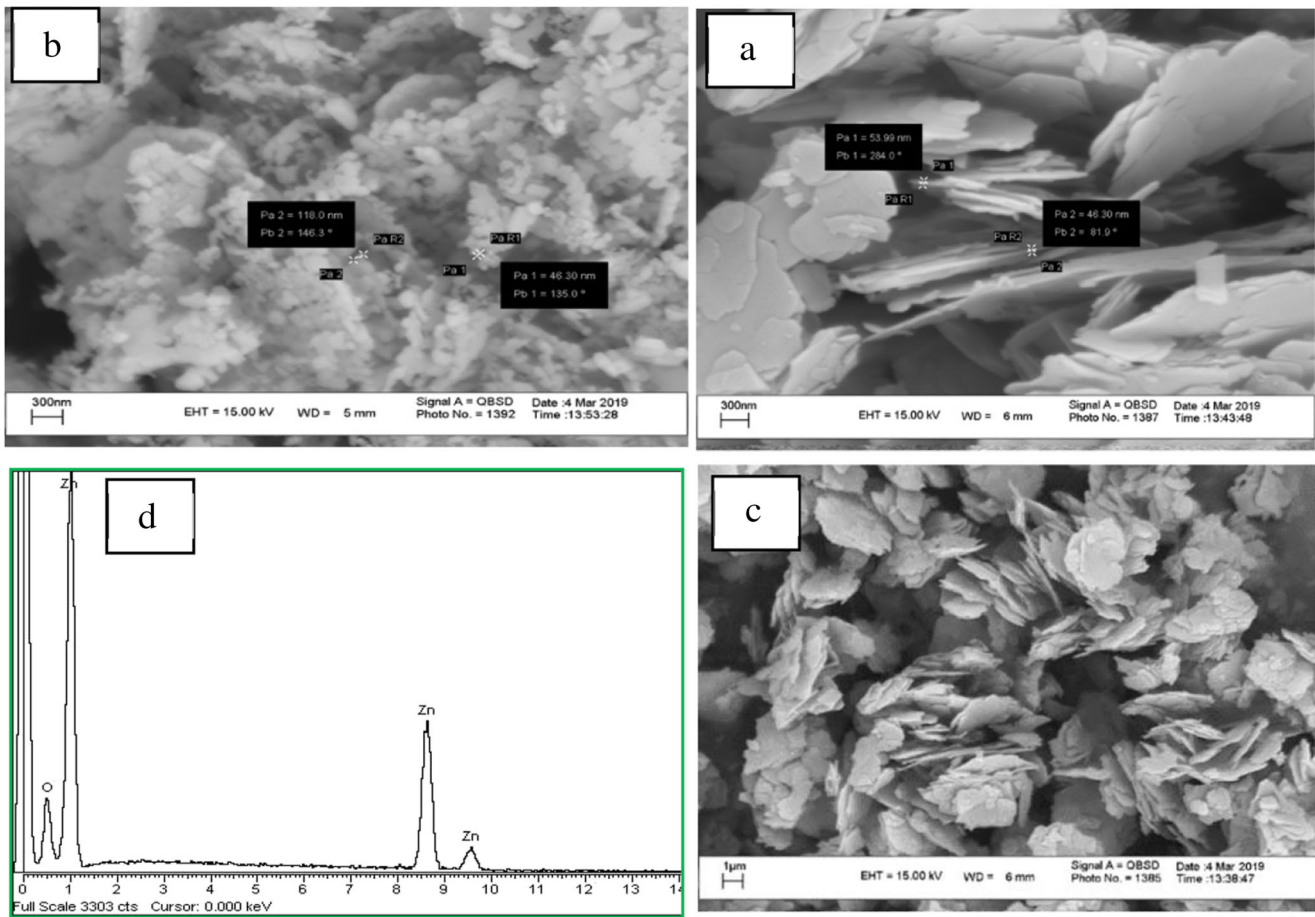 b
Pa 2 = 118.0 nm
Pb 2 = 146.3 °
Pa R2
Pa 2
Pa R1
Pa 1
Pa 1 = 46.30 nm
Pb 1 = 135.0 °
300nm
EHT = 15.00 kV
WD = 5 mm
Signal A = QBSD
Photo No. = 1392
Date :4 Mar 2019
Time :13:53:28
a
Pa 1 = 53.99 nm
Pb 1 = 284.0 °
Pa 1
Pa R1
Pa 2 = 46.30 nm
Pb 2 = 81.9 °
Pa R2
Pa 2
300nm
EHT = 15.00 kV
WD = 6 mm
Signal A = QBSD
Photo No. = 1387
Date :4 Mar 2019
Time :13:43:48
d
Zn
O
Zn
Zn
0 1 2 3 4 5 6 7 8 9 10 11 12 13 14
Full Scale 3303 cts Cursor: 0.000 keV
c
1µm
EHT = 15.00 kV
WD = 6 mm
Signal A = QBSD
Photo No. = 1385
Date :4 Mar 2019
Time :13:38:47